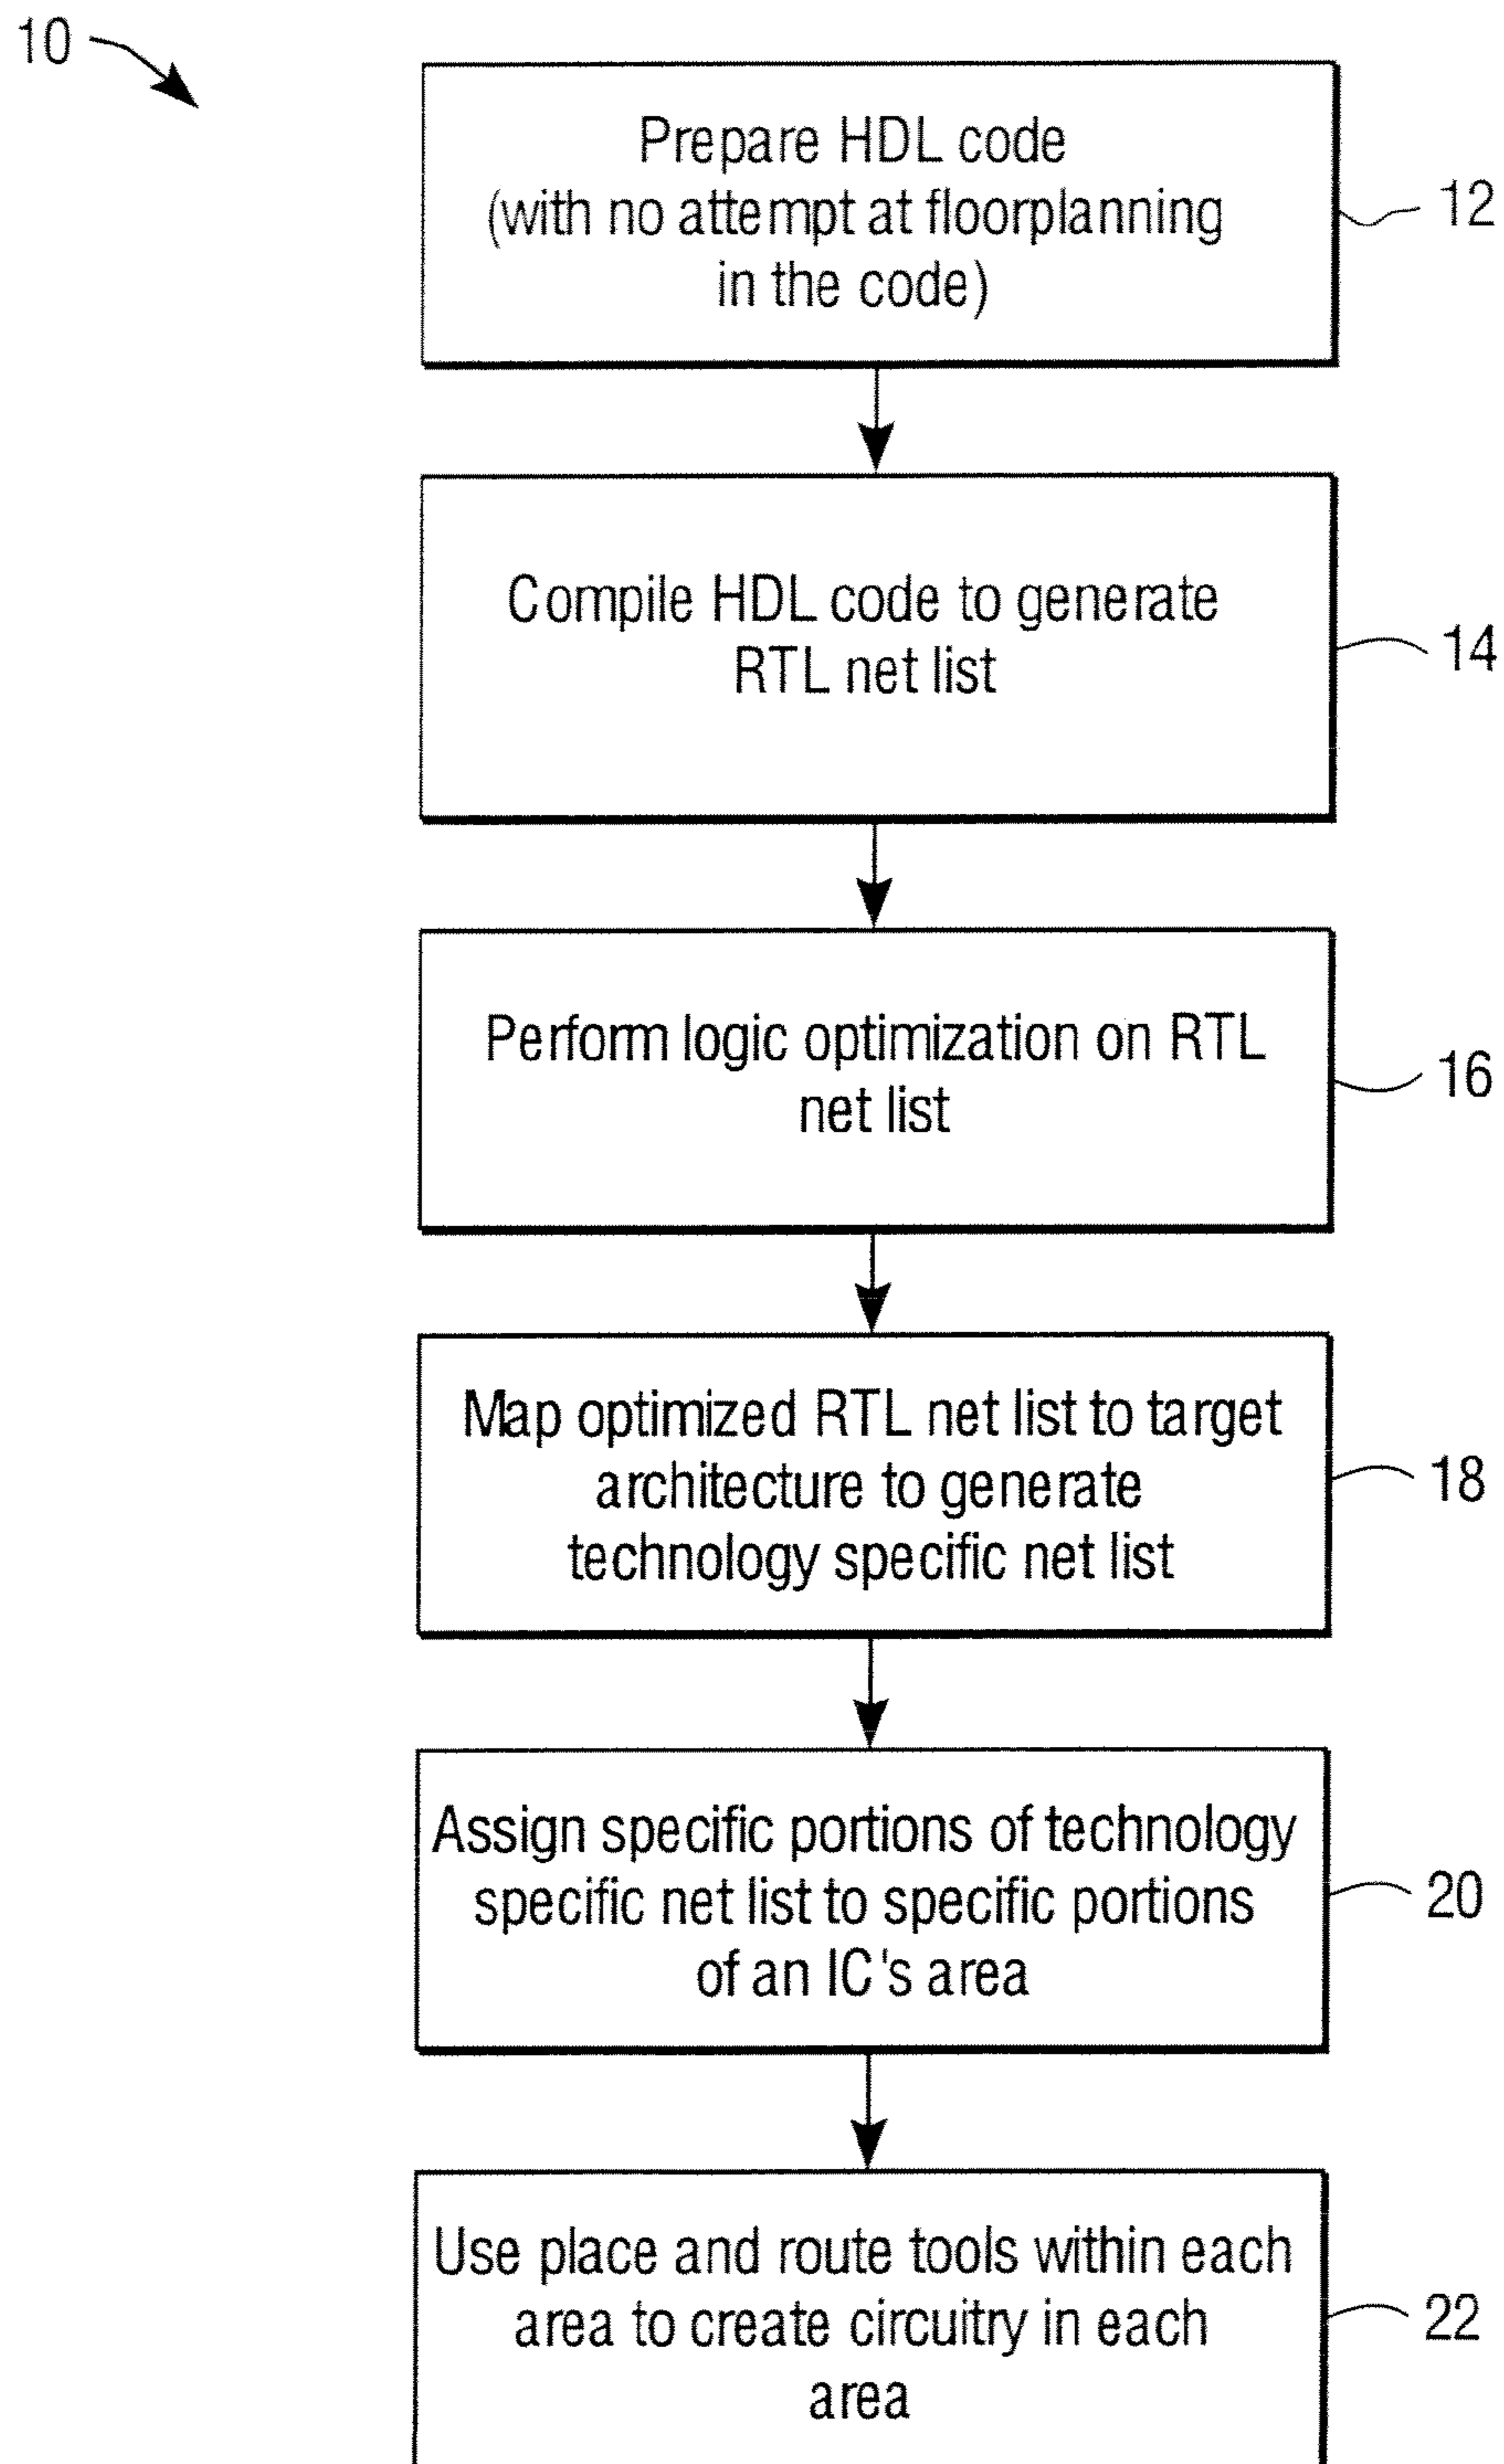 10
Prepare HDL code
(with no attempt at floorplanning
in the code)
12
Compile HDL code to generate
RTL net list
14
Perform logic optimization on RTL
net list
16
Map optimized RTL net list to target
architecture to generate
technology specific net list
18
Assign specific portions of technology
specific net list to specific portions
of an IC's area
20
Use place and route tools within each
area to create circuitry in each
area
22